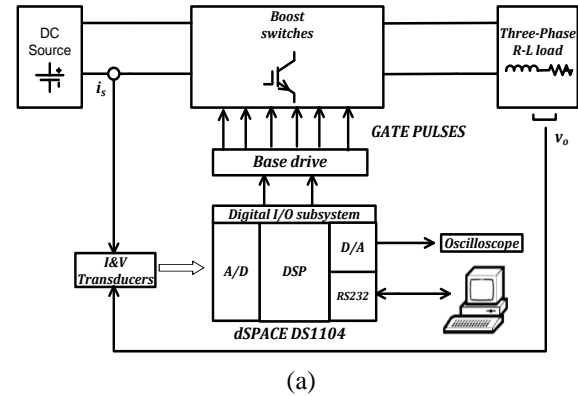 DC
Source
+
Boost
switches
Three-Phase
R-L load
i_s
v_o
GATE PULSES
Base drive
Digital I/O subsystem
I&V
Transducers
A/D
DSP
D/A
RS232
Oscilloscope
dSPACE DS1104
(a)